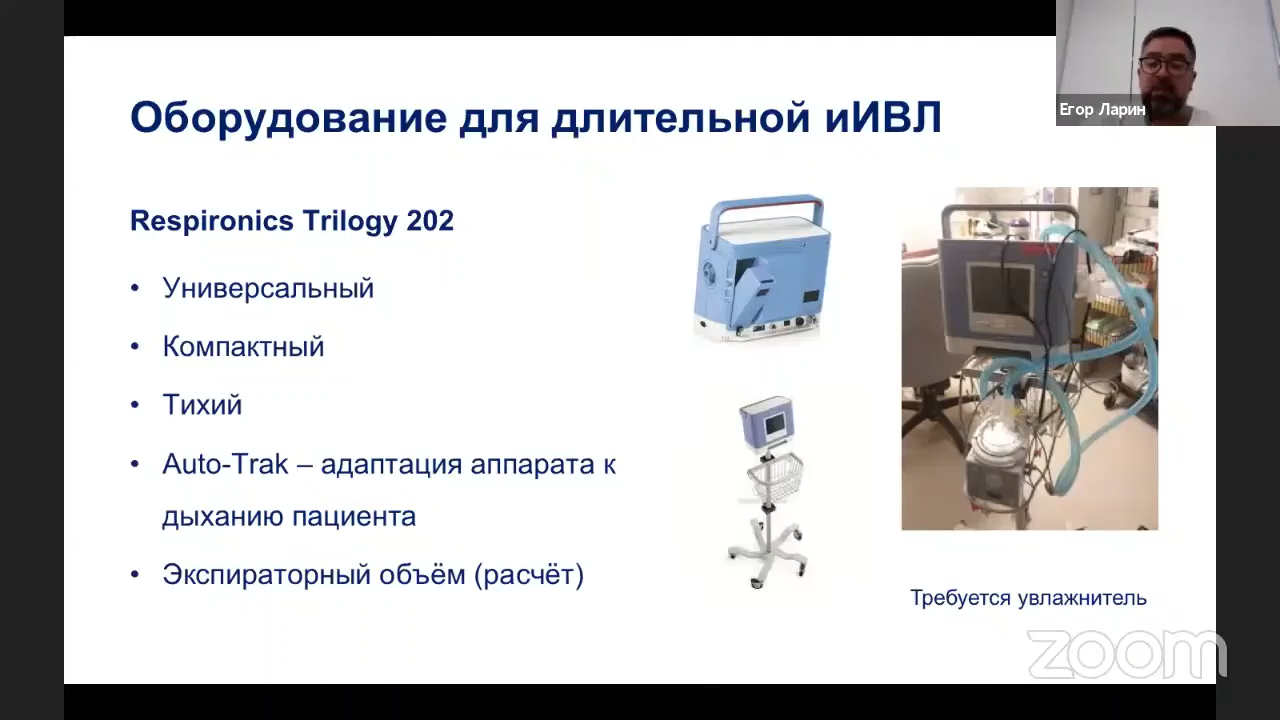 Егор Ларин
Оборудование для длительной иИВЛ
Respironics Trilogy 202
• Универсальный
• Компактный
• Тихий
• Auto-Trak – адаптация аппарата к
дыханию пациента
• Экспираторный объём (расчёт)
Требуется увлажнитель
zoom